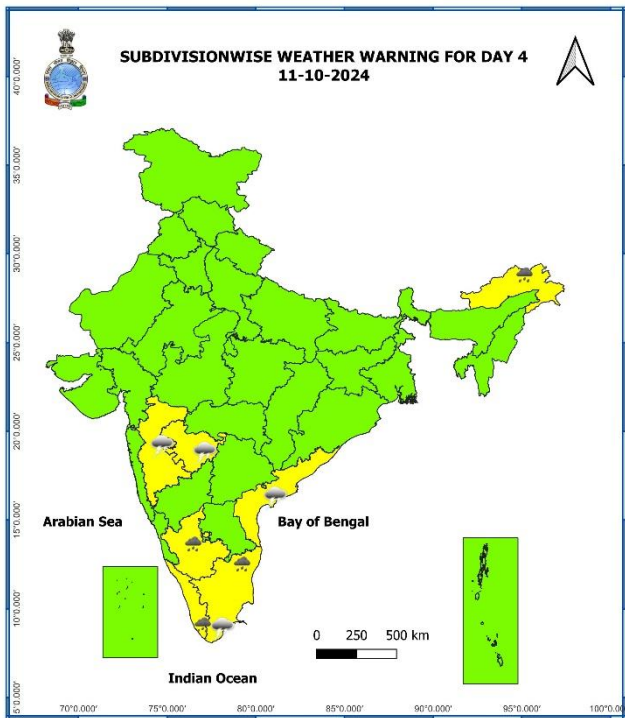 SUBDIVISIONWISE WEATHER WARNING FOR DAY 4
11-10-2024
40°0.000'
35°0.000'
30°0.000'
25°0.000'
20°0.000'
15°0.000'
10°0.000'
5°0.000'
Arabian Sea
Bay of Bengal
0 250 500 km
Indian Ocean
70°0.000' 75°0.000' 80°0.000' 85°0.000' 90°0.000' 95°0.000' 100°0.000'